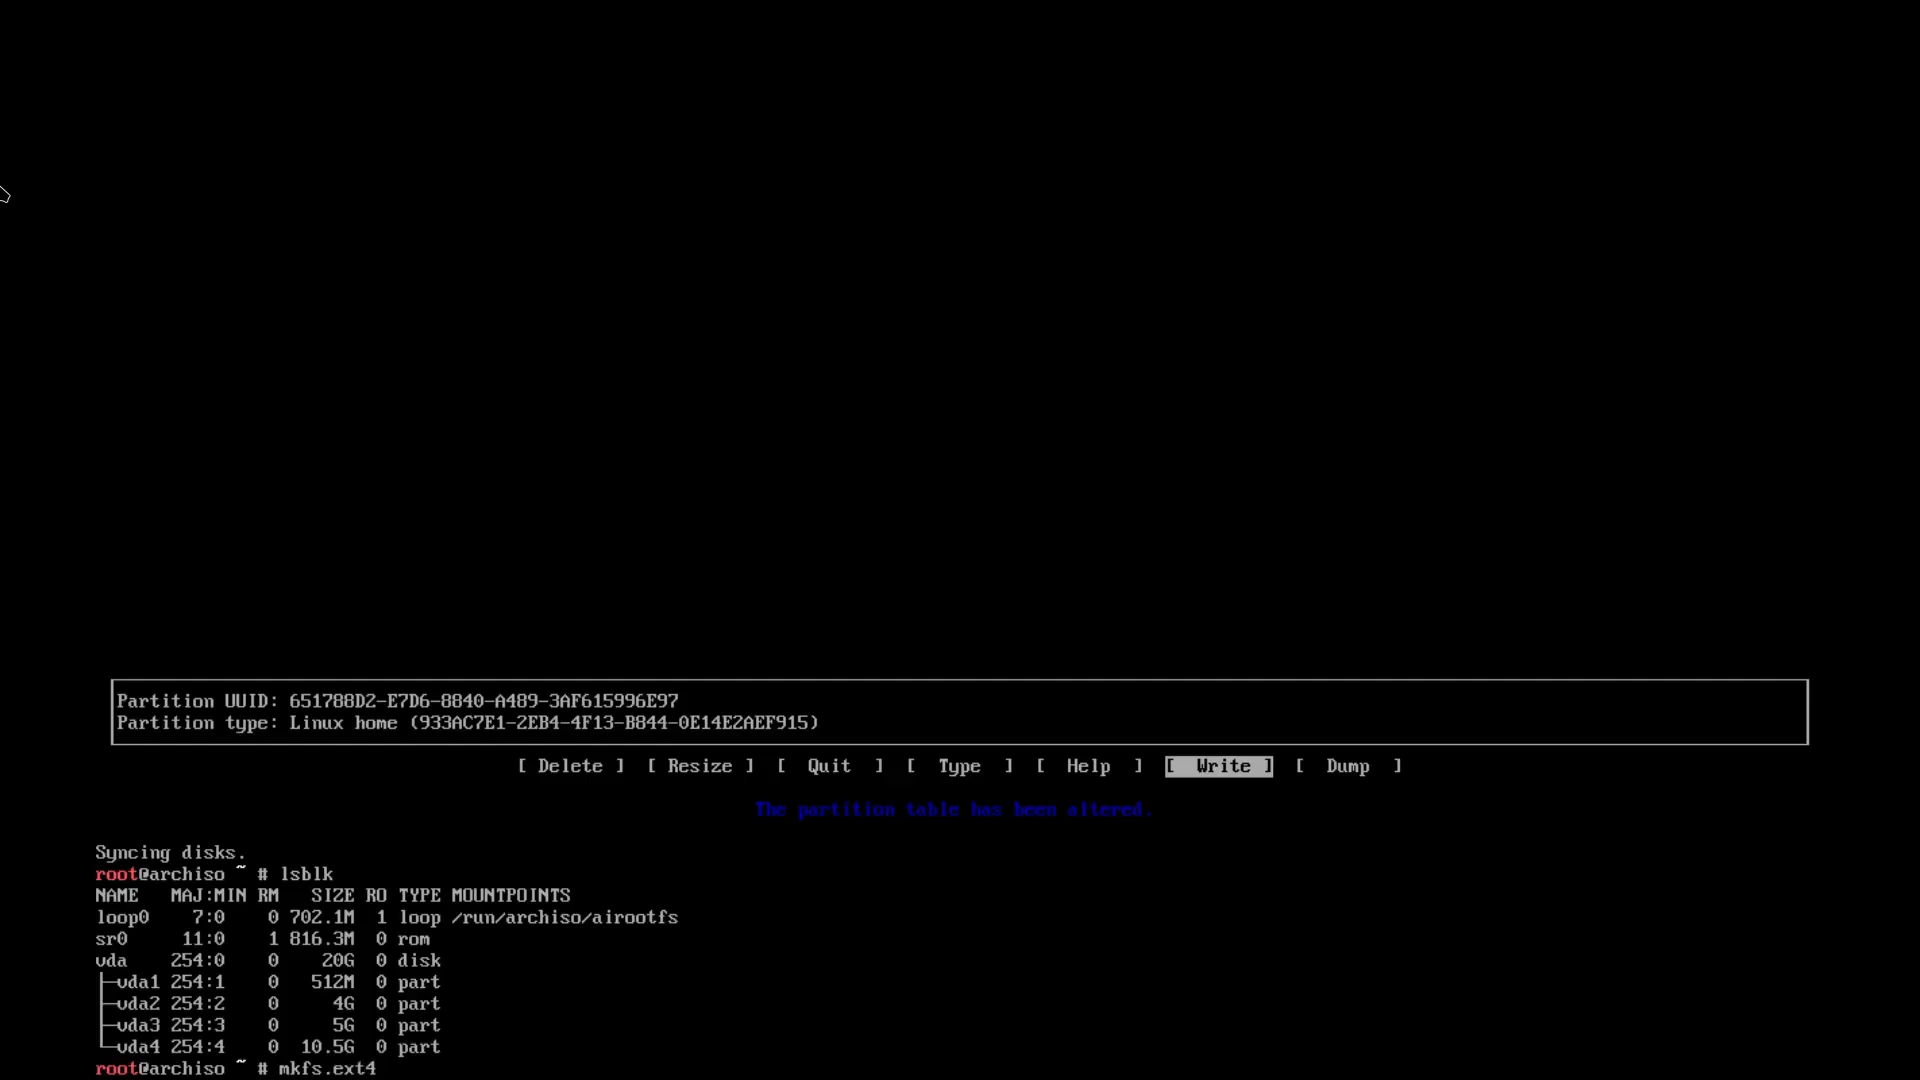 Partition UUID: 651788D2-E7D6-8840-A489-3AF615996E97
Partition type: Linux home (933AC7E1-2EB4-4F13-B844-0E14E2AEF915)
[ Delete ]  [ Resize ]  [  Quit  ]  [  Type  ]  [  Help  ]  [  Write ]  [  Dump  ]
The partition table has been altered.
Syncing disks.
root@archiso ~ # lsblk
NAME   MAJ:MIN RM   SIZE RO TYPE MOUNTPOINTS
loop0    7:0    0 702.1M  1 loop /run/archiso/airootfs
sr0     11:0    1 816.3M  0 rom
vda    254:0    0    20G  0 disk
├─vda1 254:1    0   512M  0 part
├─vda2 254:2    0     4G  0 part
├─vda3 254:3    0     5G  0 part
└─vda4 254:4    0  10.5G  0 part
root@archiso ~ # mkfs.ext4